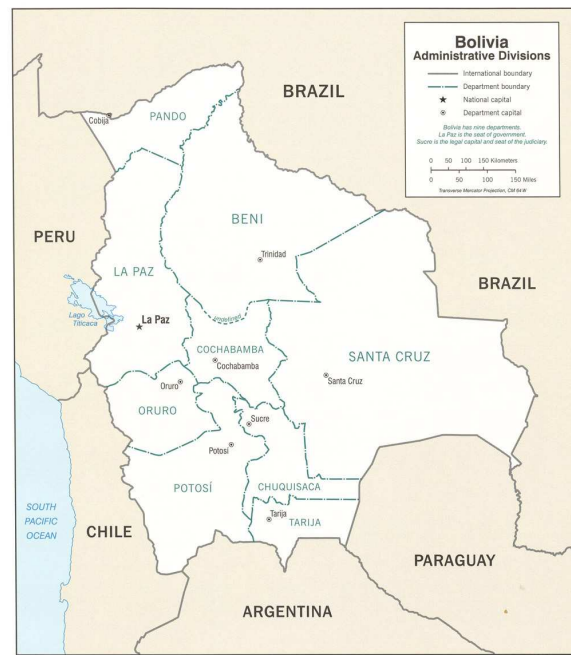 Bolivia
Administrative Divisions
International boundary
Department boundary
National capital
Department capital
Bolivia has nine departments.
La Paz is the seat of government.
Sucre is the legal capital and seat of the judiciary.
0 50 100 150 Kilometers
0 50 100 150 Miles
Transverse Mercator Projection, CM 64 W
BRAZIL
Cobija
PANDO
BENI
PERU
Trinidad
LA PAZ
BRAZIL
Lago
Titicaca
La Paz
undefined
COCHABAMBA
Cochabamba
SANTA CRUZ
Santa Cruz
Oruro
ORURO
Sucre
Potosí
POTOSÍ
CHUQUISACA
SOUTH
PACIFIC
OCEAN
CHILE
Tarija
TARIJA
PARAGUAY
ARGENTINA